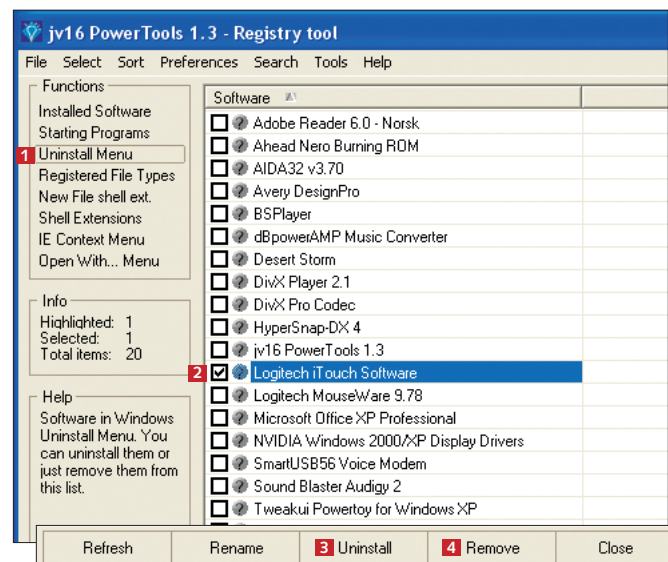 jv16 PowerTools 1.3 - Registry tool
File Select Sort Preferences Search Tools Help
Functions
Installed Software
Starting Programs
1 Uninstall Menu
Registered File Types
New File shell ext.
Shell Extensions
IE Context Menu
Open With... Menu
Info
Highlighted: 1
Selected: 1
Total items: 20
Help
Software in Windows
Uninstall Menu. You
can uninstall them or
just remove them from
this list.
Software
Adobe Reader 6.0 - Norsk
Ahead Nero Burning ROM
AIDA32 v3.70
Avery DesignPro
BSPlayer
dBpowerAMP Music Converter
Desert Storm
DivX Player 2.1
DivX Pro Codec
HyperSnap-DX 4
jv16 PowerTools 1.3
2 Logitech iTouch Software
Logitech MouseWare 9.78
Microsoft Office XP Professional
NVIDIA Windows 2000/XP Display Drivers
SmartUSB56 Voice Modem
Sound Blaster Audigy 2
Tweakui Powertoy for Windows XP
Refresh Rename 3 Uninstall 4 Remove Close